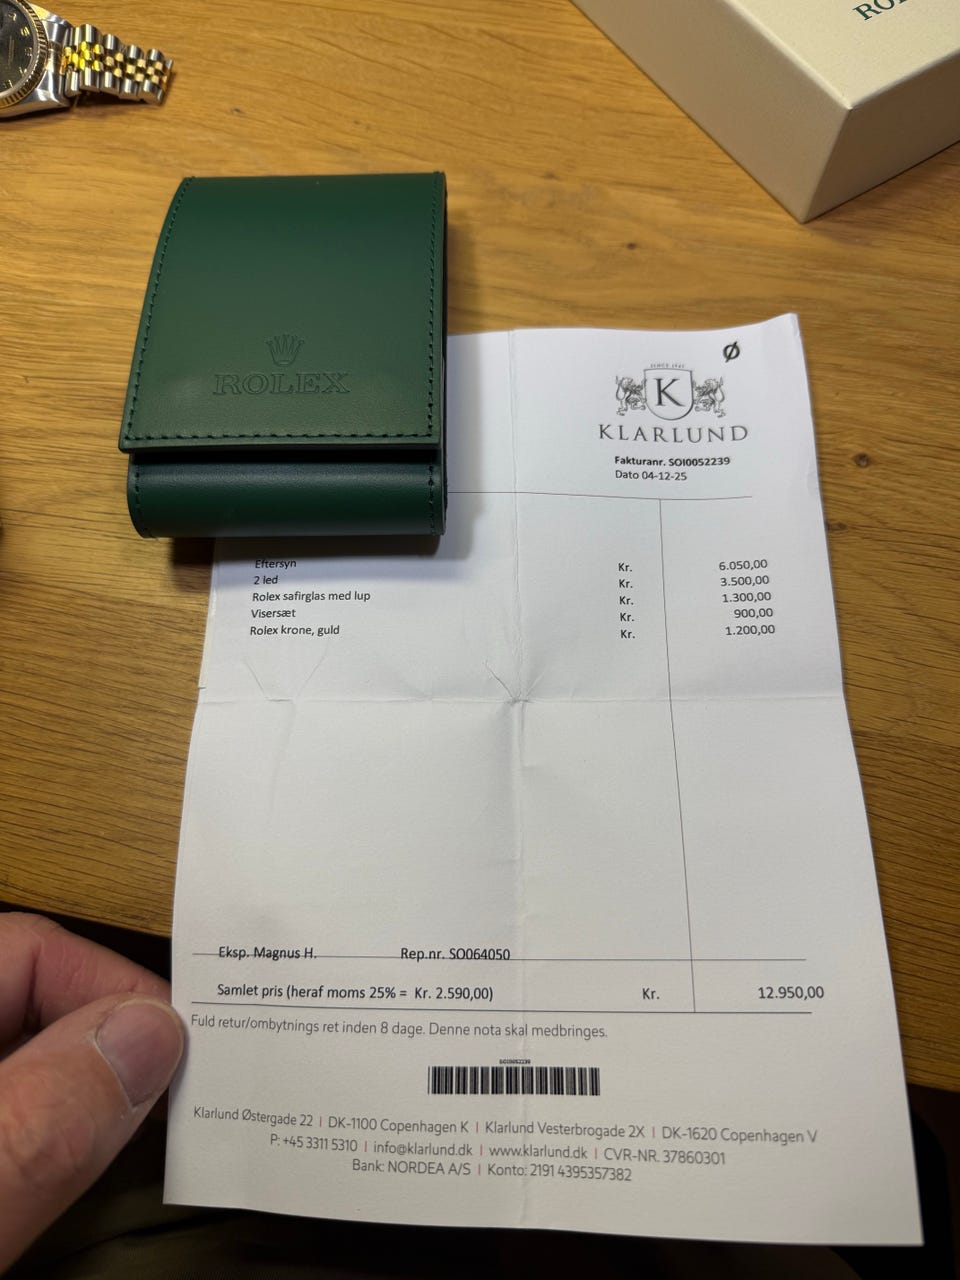 ROLEX
Ø
SINCE 1947
K
KLARLUND
Fakturanr. SOI0052239
Dato 04-12-25
Eftersyn Kr. 6.050,00
2 led Kr. 3.500,00
Rolex safirglas med lup Kr. 1.300,00
Visersæt Kr. 900,00
Rolex krone, guld Kr. 1.200,00
Eksp. Magnus H. Rep.nr. SO064050
Samlet pris (heraf moms 25% = Kr. 2.590,00) Kr. 12.950,00
Fuld retur/ombytnings ret inden 8 dage. Denne nota skal medbringes.
SOI0052239
Klarlund Østergade 22 | DK-1100 Copenhagen K | Klarlund Vesterbrogade 2X | DK-1620 Copenhagen V
P: +45 3311 5310 | info@klarlund.dk | www.klarlund.dk | CVR-NR. 37860301
Bank: NORDEA A/S | Konto: 2191 4395357382